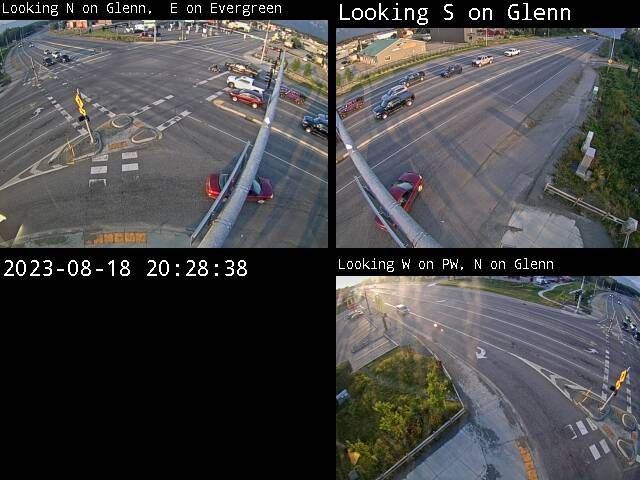 Looking N on Glenn, E on Evergreen
Looking S on Glenn
2023-08-18 20:28:38
Looking W on PW, N on Glenn